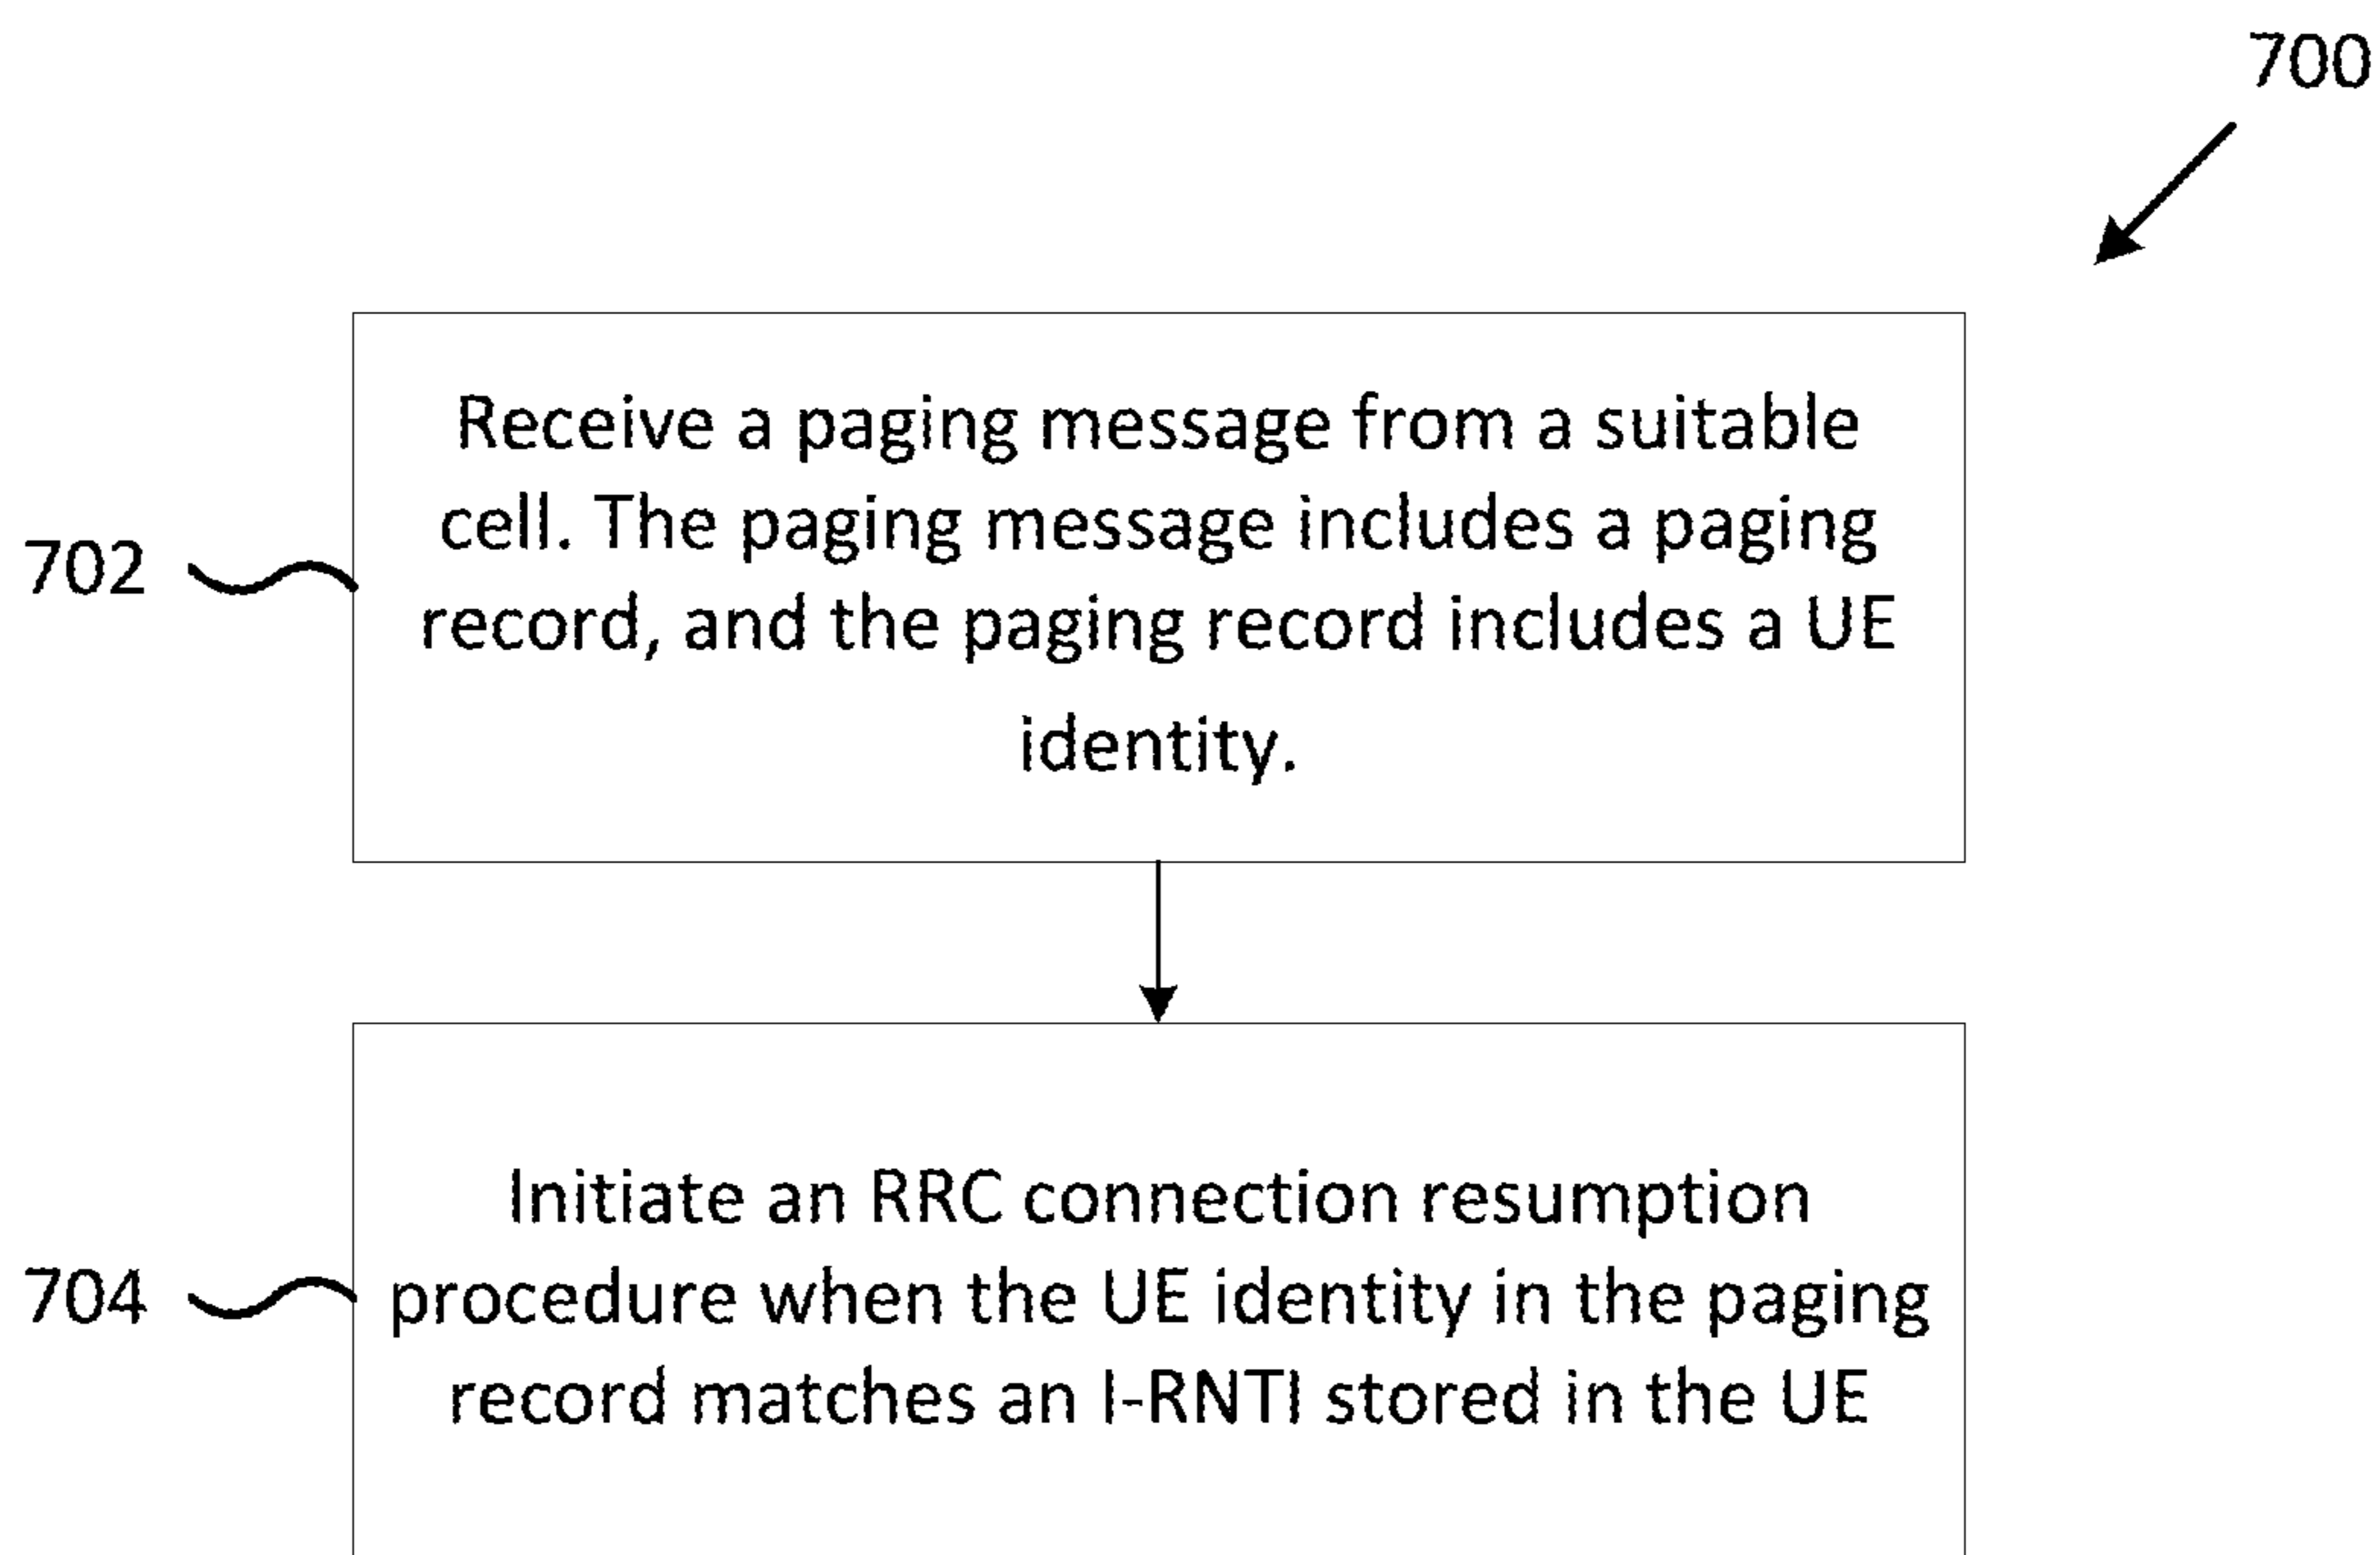 700
Receive a paging message from a suitable
cell. The paging message includes a paging
record, and the paging record includes a UE
identity.
702
Initiate an RRC connection resumption
procedure when the UE identity in the paging
record matches an I-RNTI stored in the UE
704